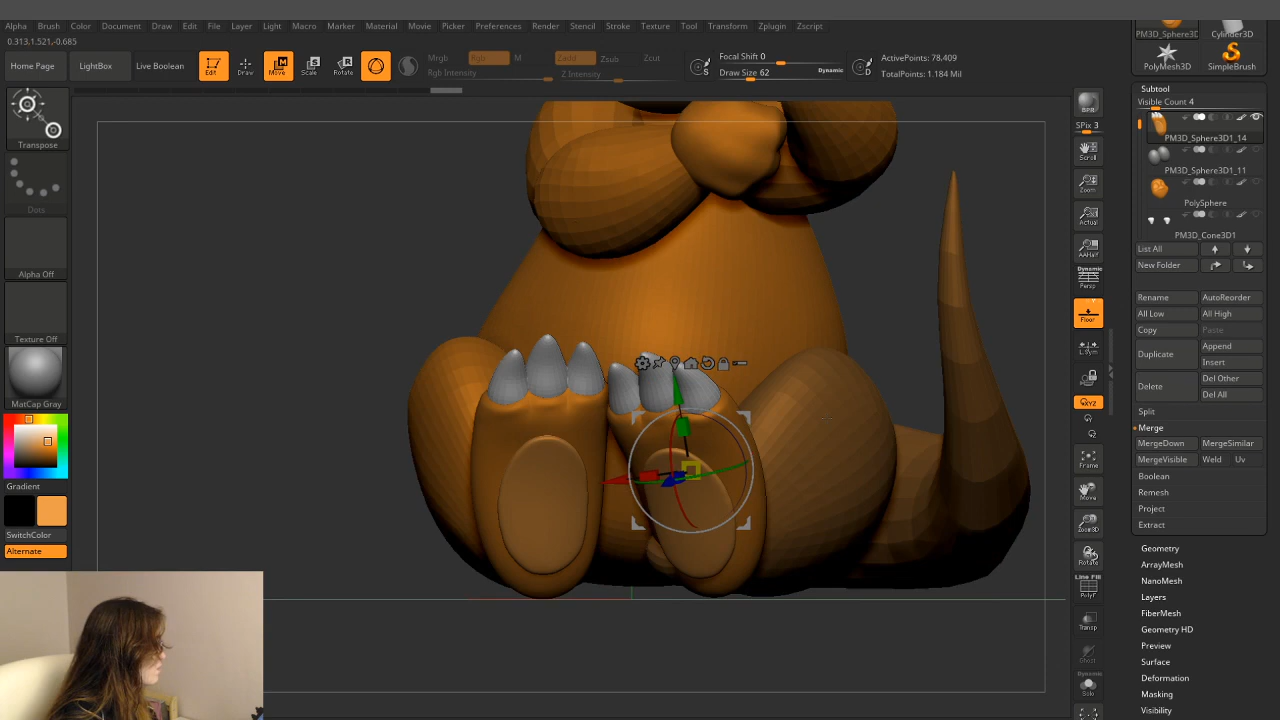 Alpha Brush Color Document Draw Edit File Layer Light Macro Marker Material Movie Picker Preferences Render Stencil Stroke Texture Tool Transform Zplugin Zscript
0.313,1.521,-0.685
Home Page LightBox Live Boolean
Edit Draw Move Scale Rotate
M S R
Mrgb Rgb M
Rgb Intensity
Zadd Zsub Zcut
Z Intensity
Focal Shift 0
Draw Size 62 Dynamic
S D
ActivePoints: 78.409
TotalPoints: 1.184 Mil
Transpose
Dots
Alpha Off
Texture Off
MatCap Gray
Gradient
SwitchColor
Alternate
BPR
SPix 3
Scroll
Zoom
Actual
AAHalf
Dynamic
Persp
Floor
L.Sym
XYZ
Y
Z
Frame
Move
Zoom3D
Rotate
Line Fill
PolyF
Transp
Ghost
Dynamic
Solo
PM3D_Sphere3D Cylinder3D
PolyMesh3D SimpleBrush
Subtool
Visible Count 4
PM3D_Sphere3D1_14
PM3D_Sphere3D1_11
PolySphere
PM3D_Cone3D1
List All
New Folder
Rename AutoReorder
All Low All High
Copy Paste
Duplicate Append
Insert
Delete Del Other
Del All
Split
Merge
MergeDown MergeSimilar
MergeVisible Weld Uv
Boolean
Remesh
Project
Extract
Geometry
ArrayMesh
NanoMesh
Layers
FiberMesh
Geometry HD
Preview
Surface
Deformation
Masking
Visibility